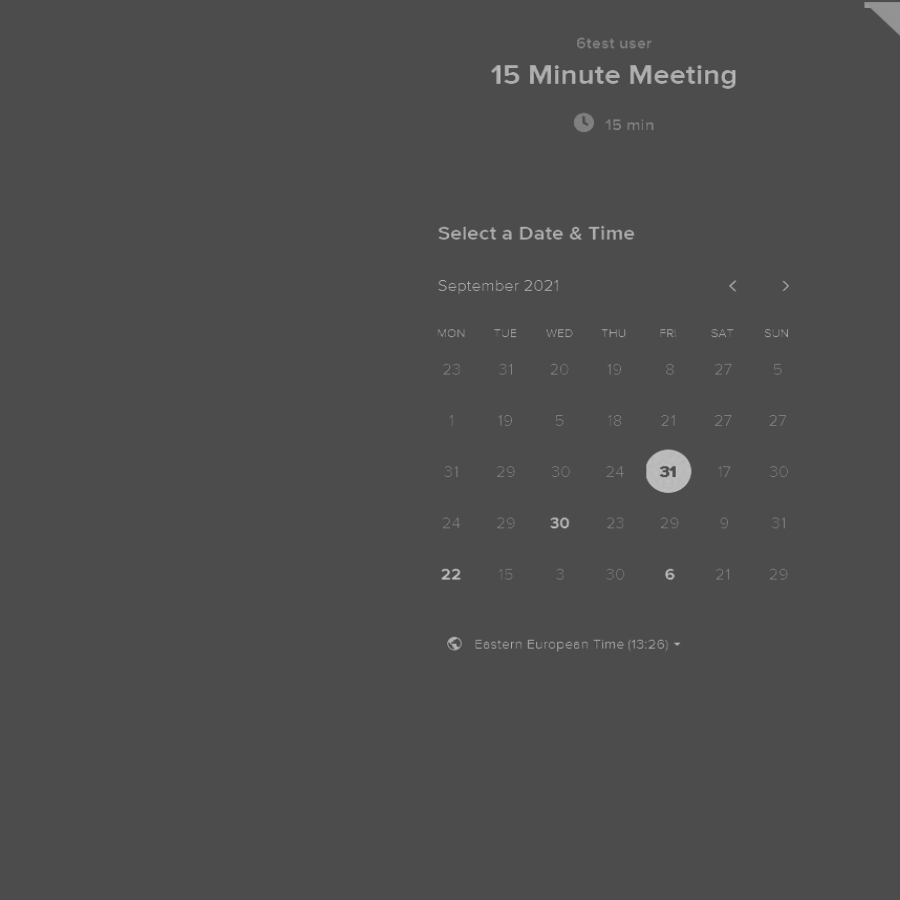 6test user
15 Minute Meeting
15 min
Select a Date & Time
September 2021
MON TUE WED THU FRI SAT SUN
23 31 20 19 8 27 5
1 19 5 18 21 27 27
31 29 30 24 31 17 30
24 29 30 23 29 9 31
22 15 3 30 6 21 29
Eastern European Time (13:26)